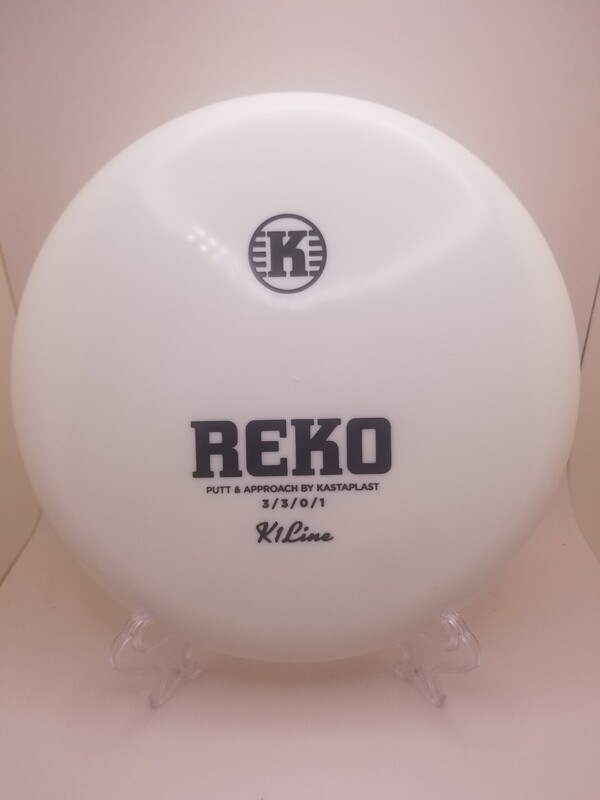 K
REKO
PUTT & APPROACH BY KASTAPLAST
3/3/0/1
K1Line